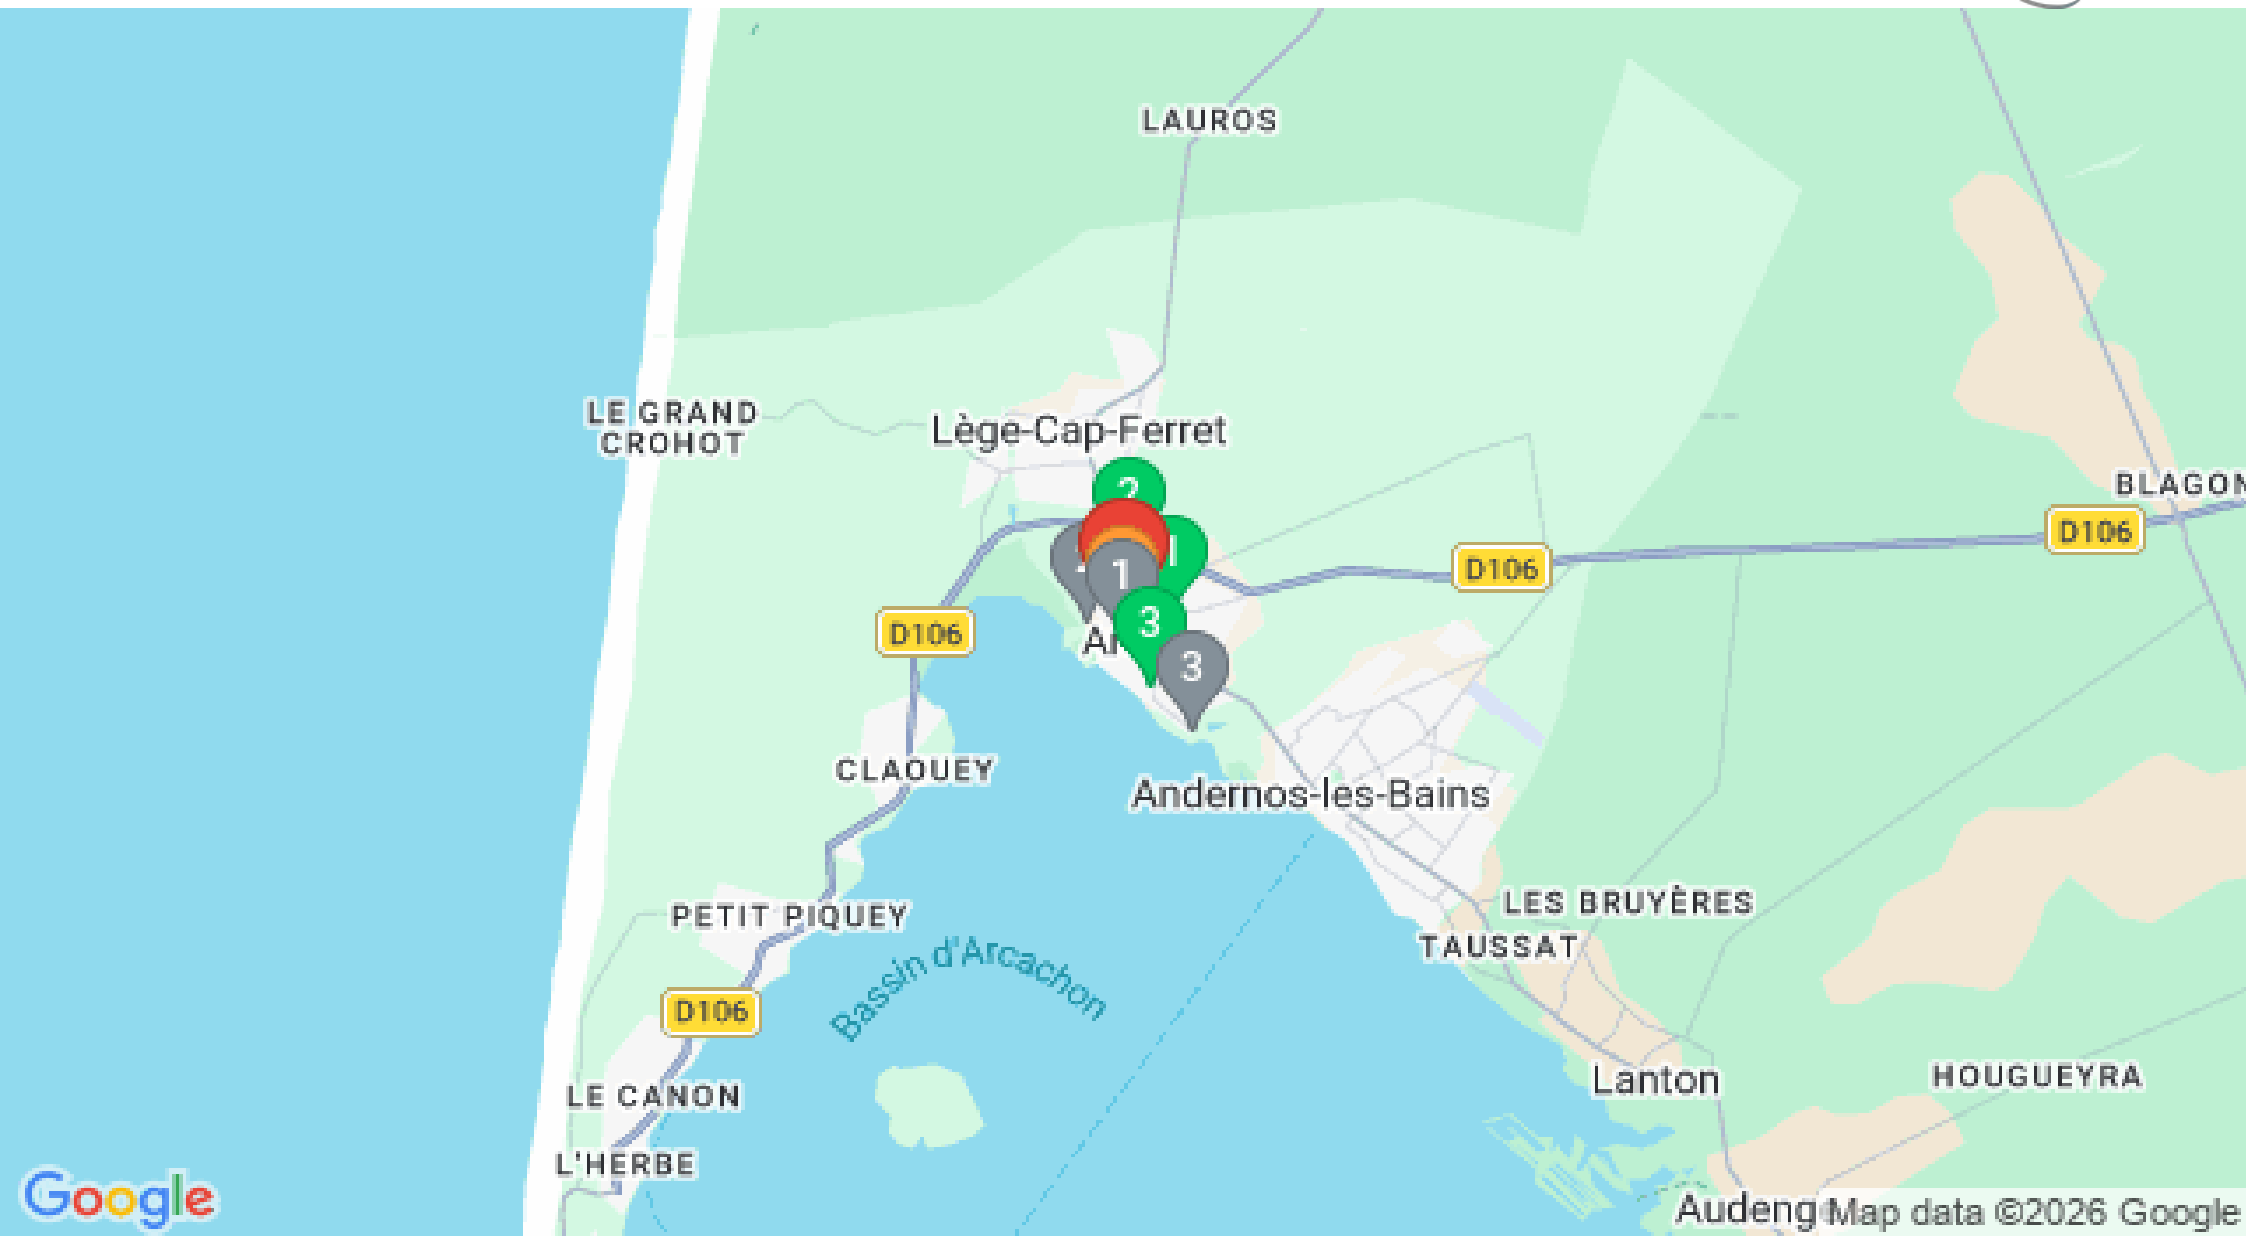 LAUROS
LE GRAND
CROHOT
Lège-Cap-Ferret
BLAGON
2
1
D106
D106
1
3
D106
3
CLAOUEY
Andernos-les-Bains
PETIT PIQUEY
LES BRUYÈRES
TAUSSAT
Bassin d'Arcachon
D106
LE CANON
Lanton
HOUGUEYRA
L'HERBE
Google
Audeng
Map data ©2026 Google